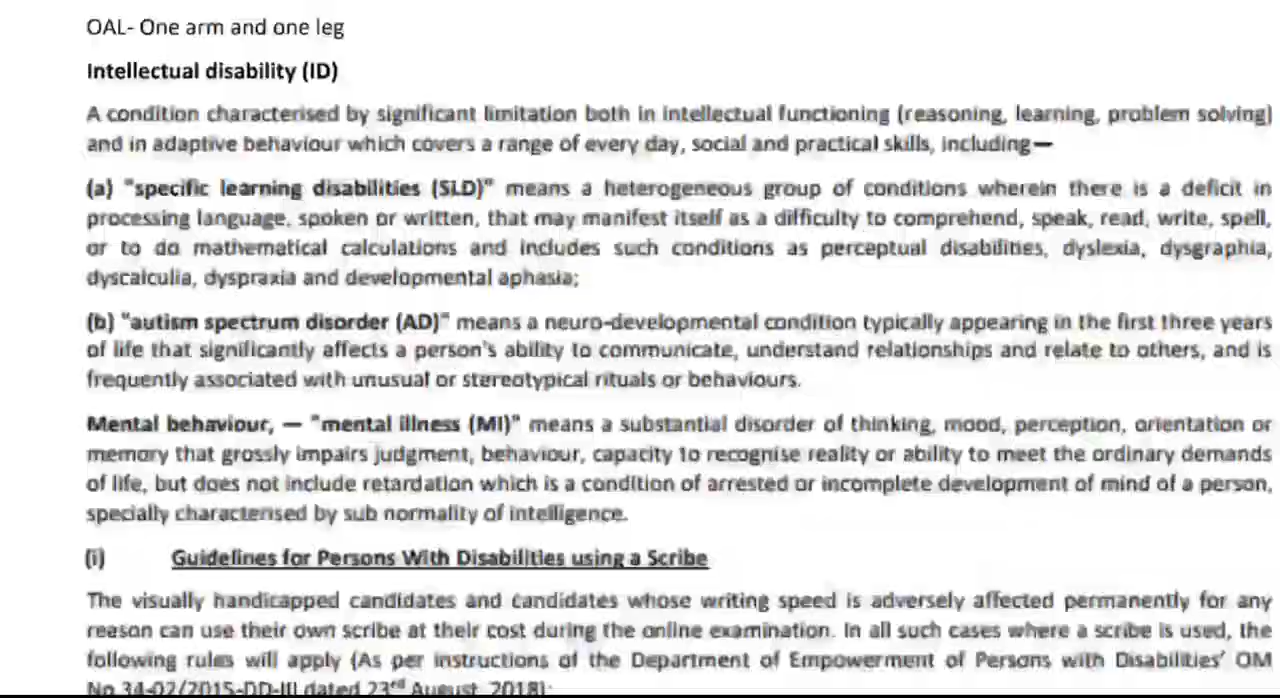 OAL- One arm and one leg
Intellectual disability (ID)
A condition characterised by significant limitation both in intellectual functioning (reasoning, learning, problem solving)
and in adaptive behaviour which covers a range of every day, social and practical skills, including—
(a) "specific learning disabilities (SLD)" means a heterogeneous group of conditions wherein there is a deficit in
processing language, spoken or written, that may manifest itself as a difficulty to comprehend, speak, read, write, spell,
or to do mathematical calculations and includes such conditions as perceptual disabilities, dyslexia, dysgraphia,
dyscalculia, dyspraxia and developmental aphasia;
(b) "autism spectrum disorder (AD)" means a neuro-developmental condition typically appearing in the first three years
of life that significantly affects a person's ability to communicate, understand relationships and relate to others, and is
frequently associated with unusual or stereotypical rituals or behaviours.
Mental behaviour, — "mental illness (MI)" means a substantial disorder of thinking, mood, perception, orientation or
memory that grossly impairs judgment, behaviour, capacity to recognise reality or ability to meet the ordinary demands
of life, but does not include retardation which is a condition of arrested or incomplete development of mind of a person,
specially characterised by sub normality of intelligence.
(i) Guidelines for Persons With Disabilities using a Scribe
The visually handicapped candidates and candidates whose writing speed is adversely affected permanently for any
reason can use their own scribe at their cost during the online examination. In all such cases where a scribe is used, the
following rules will apply (As per instructions of the Department of Empowerment of Persons with Disabilities' OM
No.34-02/2015-DD-III dated 23rd August, 2018):